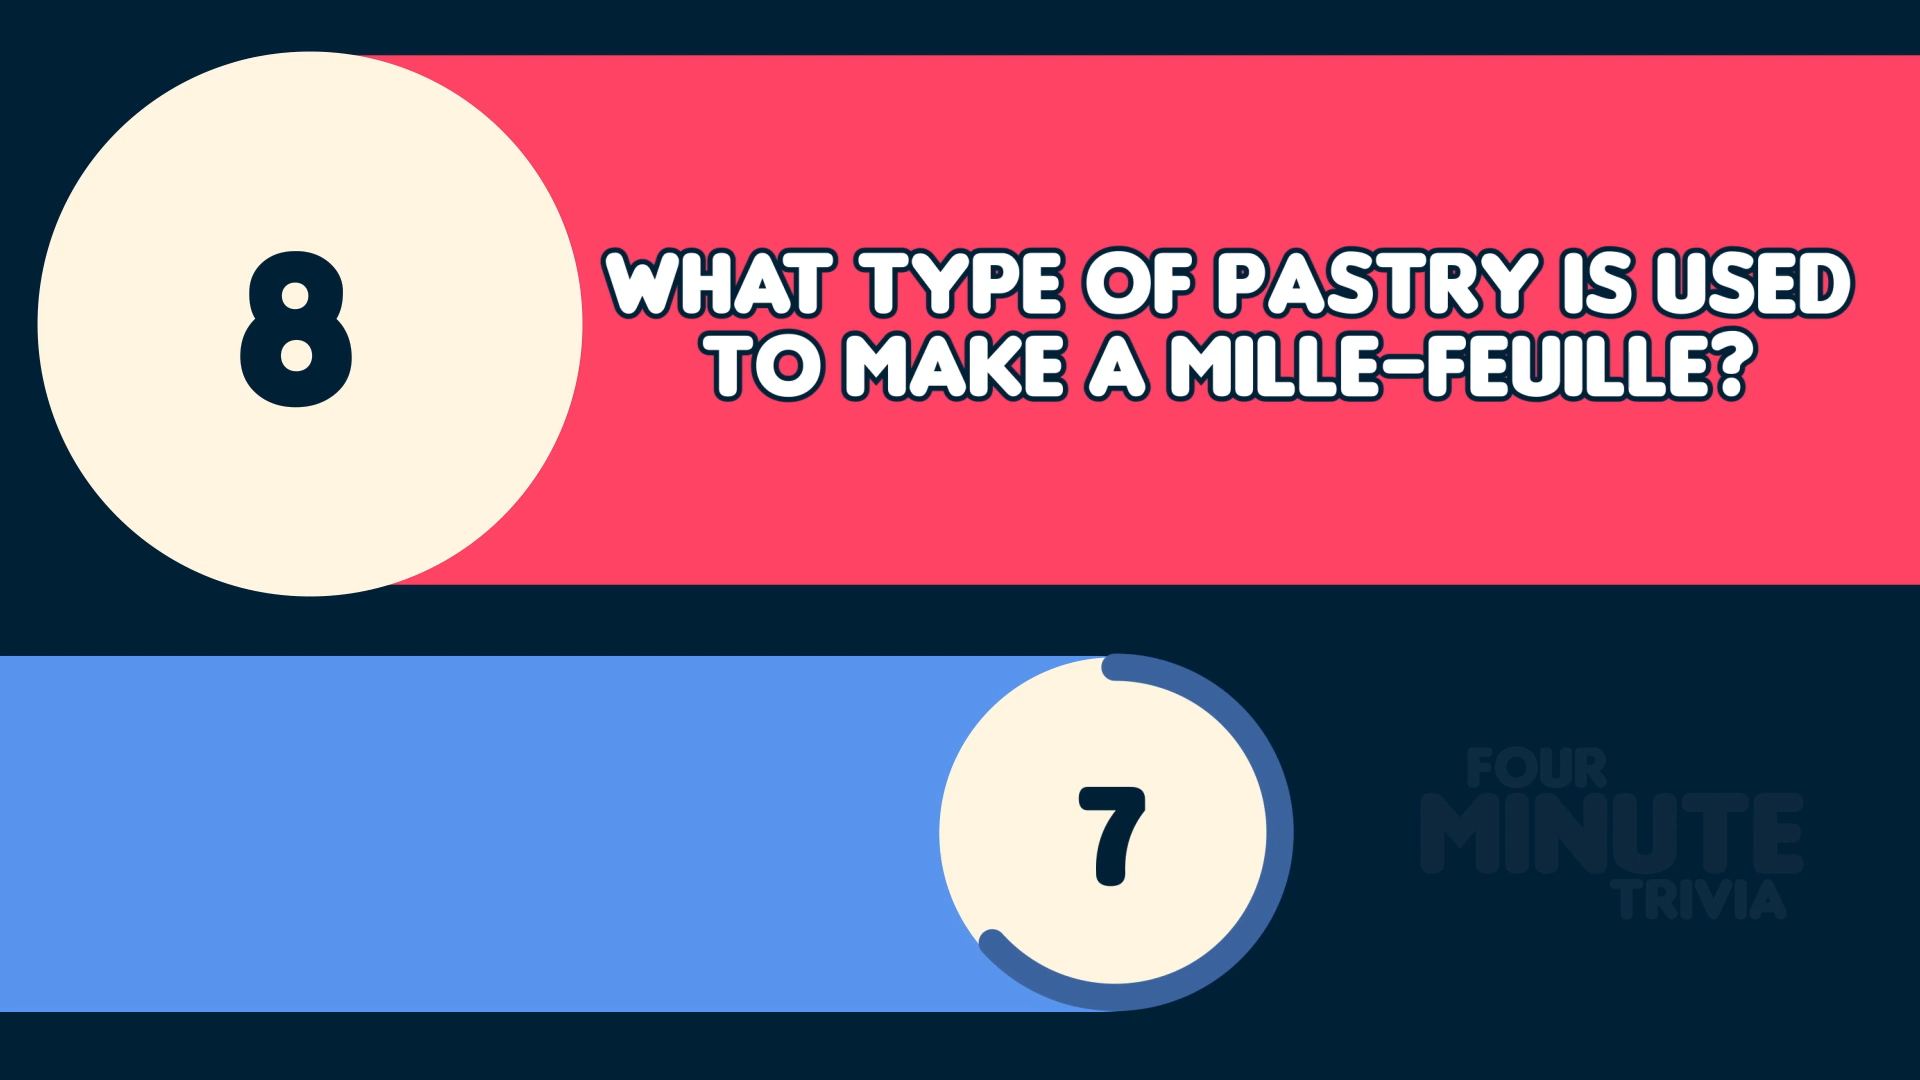 8
WHAT TYPE OF PASTRY IS USED
TO MAKE A MILLE-FEUILLE?
7
FOUR
MINUTE
TRIVIA